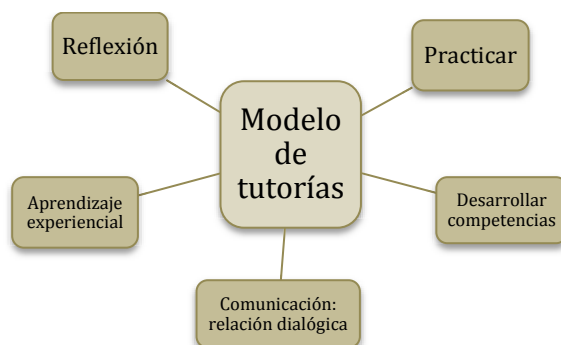 Reflexión
Practicar
Modelo
de
tutorías
Aprendizaje
experiencial
Desarrollar
competencias
Comunicación:
relación dialógica